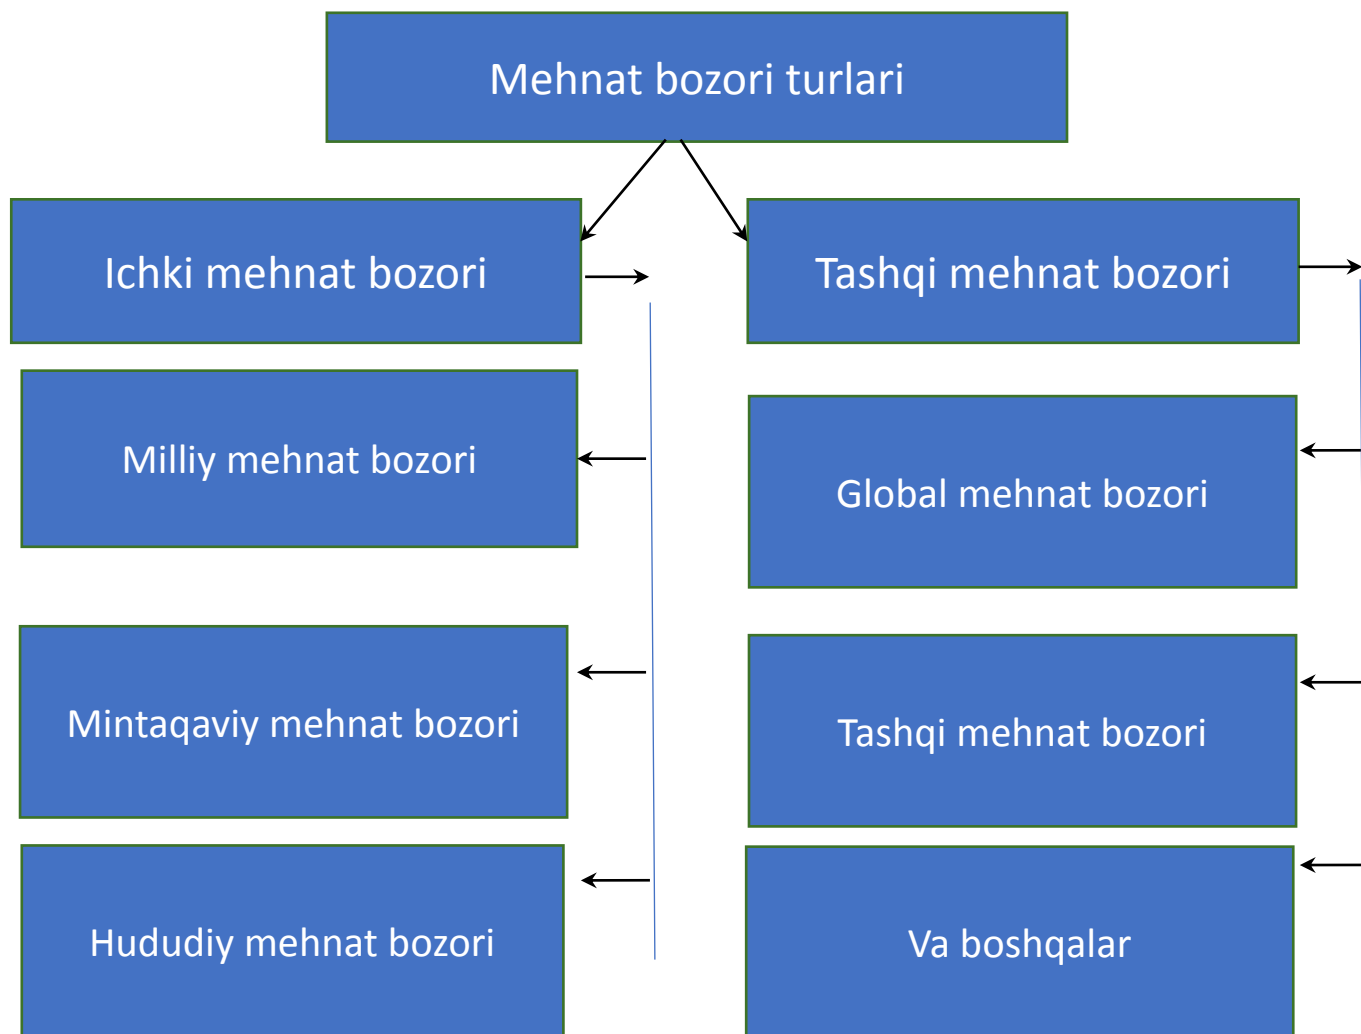 Mehnat bozori turlari
Ichki mehnat bozori
Tashqi mehnat bozori
Milliy mehnat bozori
Global mehnat bozori
Mintaqaviy mehnat bozori
Tashqi mehnat bozori
Hududiy mehnat bozori
Va boshqalar